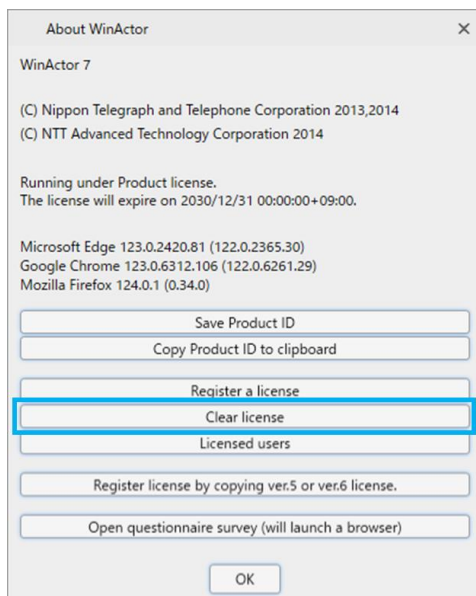 About WinActor
WinActor 7
(C) Nippon Telegraph and Telephone Corporation 2013,2014
(C) NTT Advanced Technology Corporation 2014
Running under Product license.
The license will expire on 2030/12/31 00:00:00+09:00.
Microsoft Edge 123.0.2420.81 (122.0.2365.30)
Google Chrome 123.0.6312.106 (122.0.6261.29)
Mozilla Firefox 124.0.1 (0.34.0)
Save Product ID
Copy Product ID to clipboard
Register a license
Clear license
Licensed users
Register license by copying ver.5 or ver.6 license.
Open questionnaire survey (will launch a browser)
OK